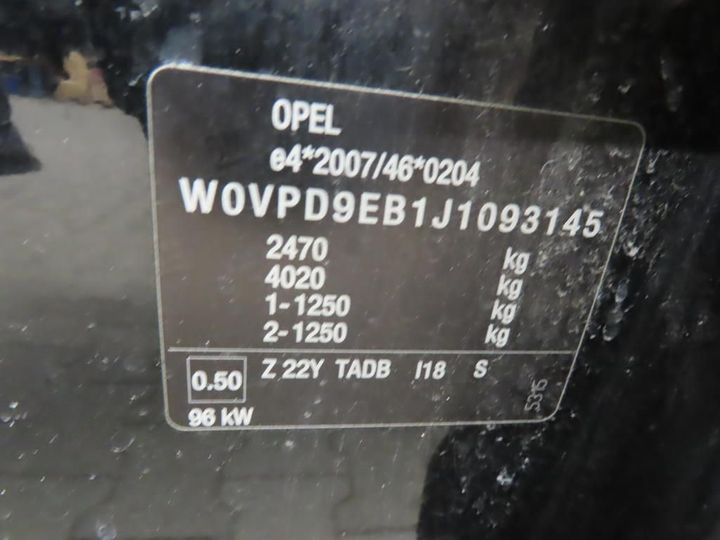 OPEL
e4*2007/46*0204
W0VPD9EB1J1093145
2470 kg
4020 kg
1-1250 kg
2-1250 kg
0.50 Z 22Y TADB I18 S
96 kW
5315